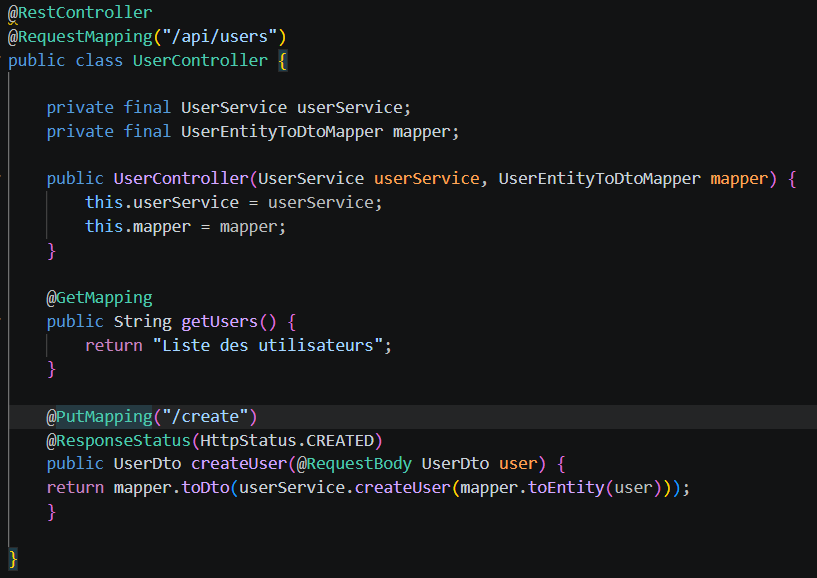 @RestController
@RequestMapping("/api/users")
public class UserController {
private final UserService userService;
private final UserEntityToDtoMapper mapper;
public UserController(UserService userService, UserEntityToDtoMapper mapper) {
this.userService = userService;
this.mapper = mapper;
}
@GetMapping
public String getUsers() {
return "Liste des utilisateurs";
}
@PutMapping("/create")
@ResponseStatus(HttpStatus.CREATED)
public UserDto createUser(@RequestBody UserDto user) {
return mapper.toDto(userService.createUser(mapper.toEntity(user)));
}
}